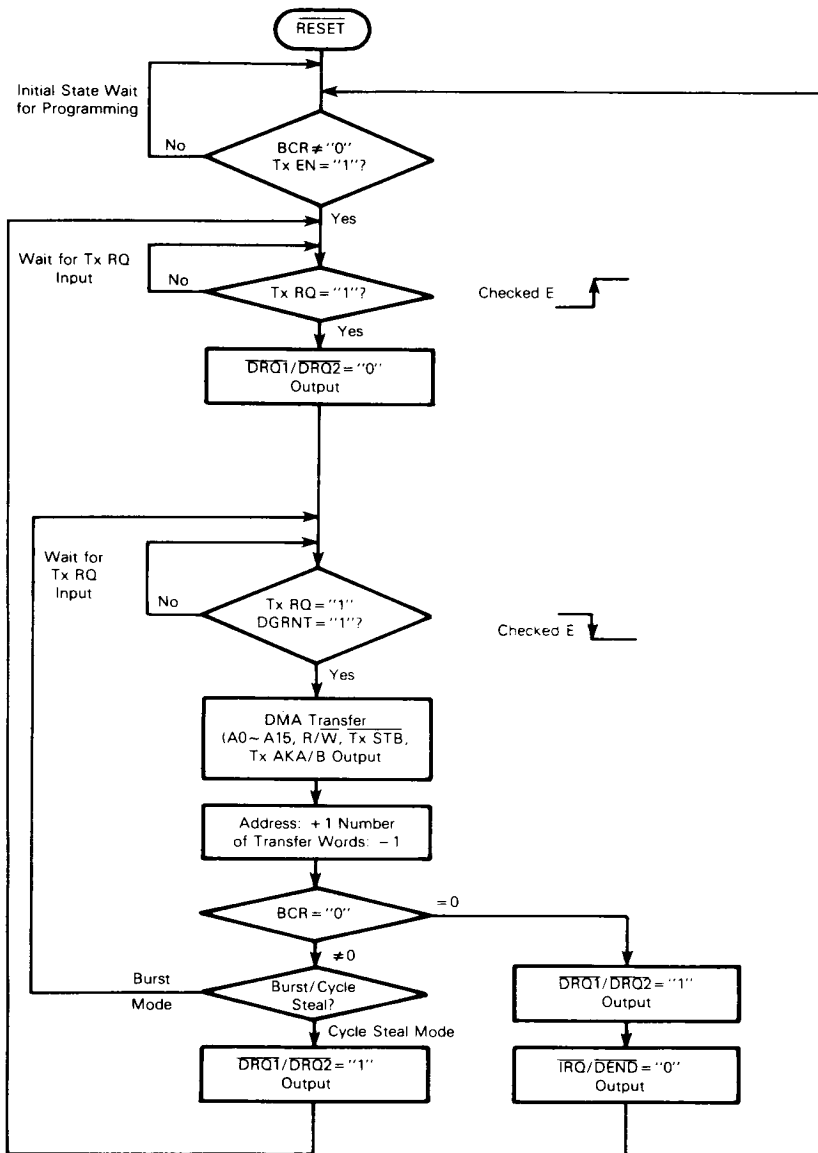 RESET
Initial State Wait
for Programming
No
BCR ≠ "0"
Tx EN = "1"?
Yes
Wait for Tx RQ
Input
No
Tx RQ = "1"?
Checked E
Yes
DRQ1/DRQ2 = "0"
Output
Wait for
Tx RQ
Input
No
Tx RQ = "1"
DGRNT = "1"?
Checked E
Yes
DMA Transfer
(A0~A15, R/W, Tx STB,
Tx AKA/B Output
Address: +1 Number
of Transfer Words: −1
BCR = "0"
=0
≠0
Burst
Mode
Burst/Cycle
Steal?
Cycle Steal Mode
DRQ1/DRQ2 = "1"
Output
DRQ1/DRQ2 = "1"
Output
IRQ/DEND = "0"
Output